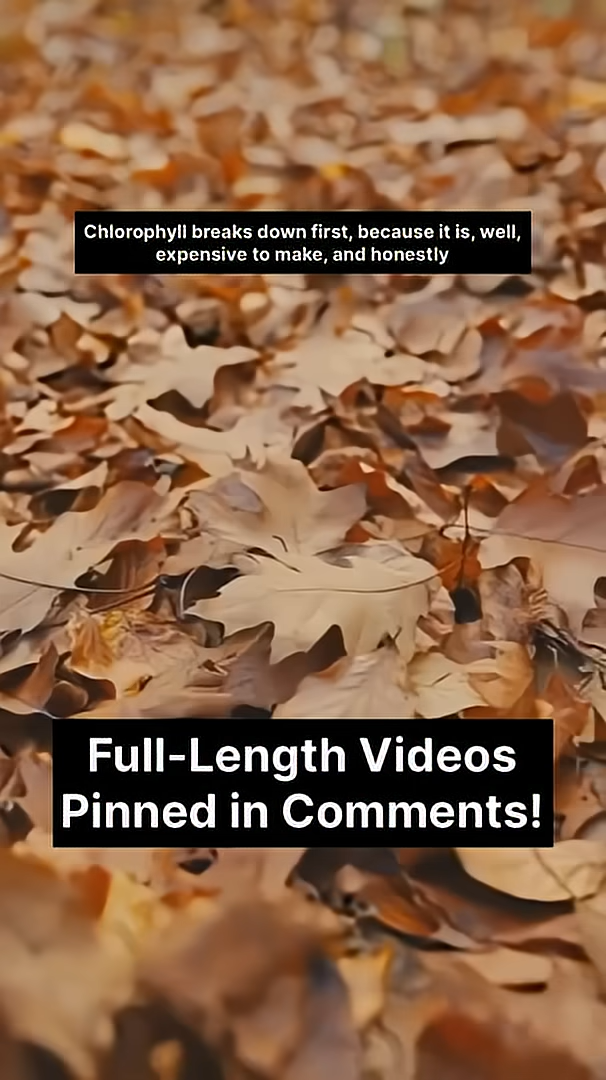 Chlorophyll breaks down first, because it is, well,
expensive to make, and honestly
Full-Length Videos
Pinned in Comments!